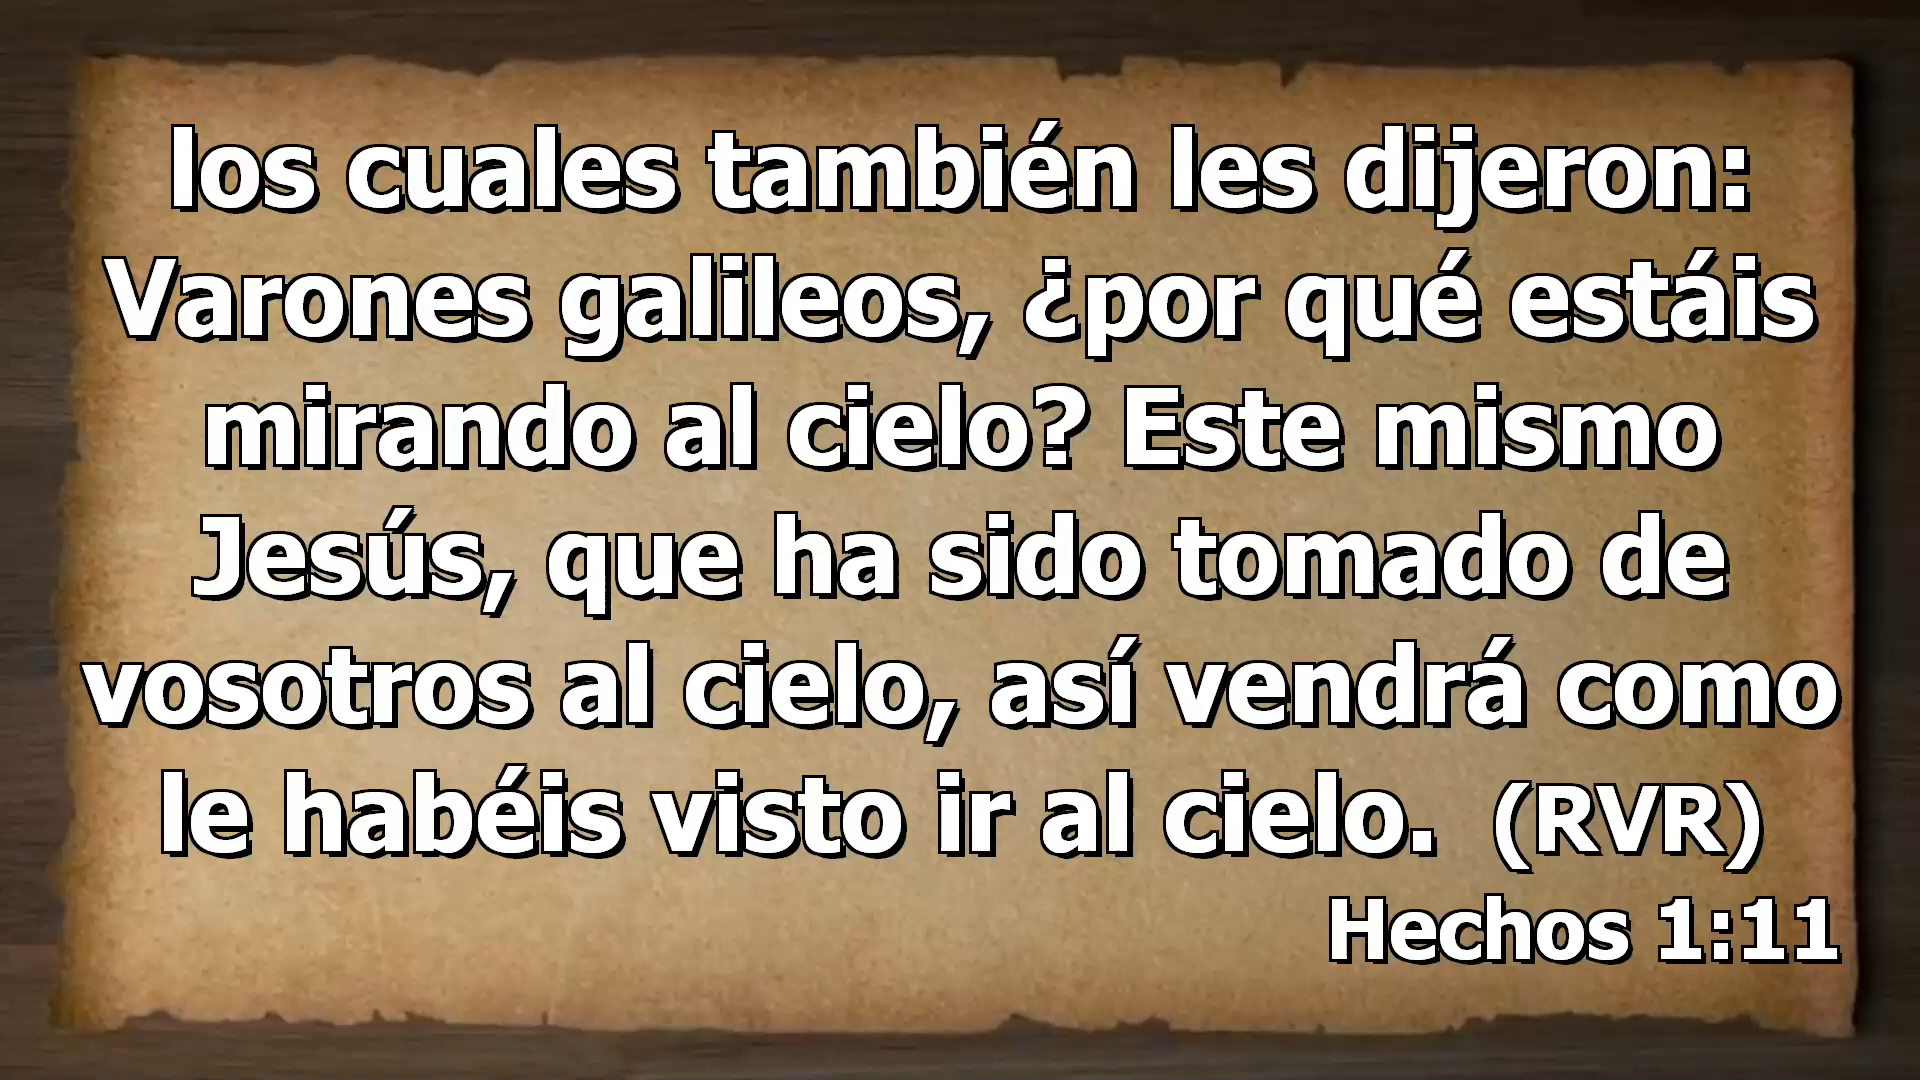 los cuales también les dijeron:
Varones galileos, ¿por qué estáis
mirando al cielo? Este mismo
Jesús, que ha sido tomado de
vosotros al cielo, así vendrá como
le habéis visto ir al cielo. (RVR)
Hechos 1:11